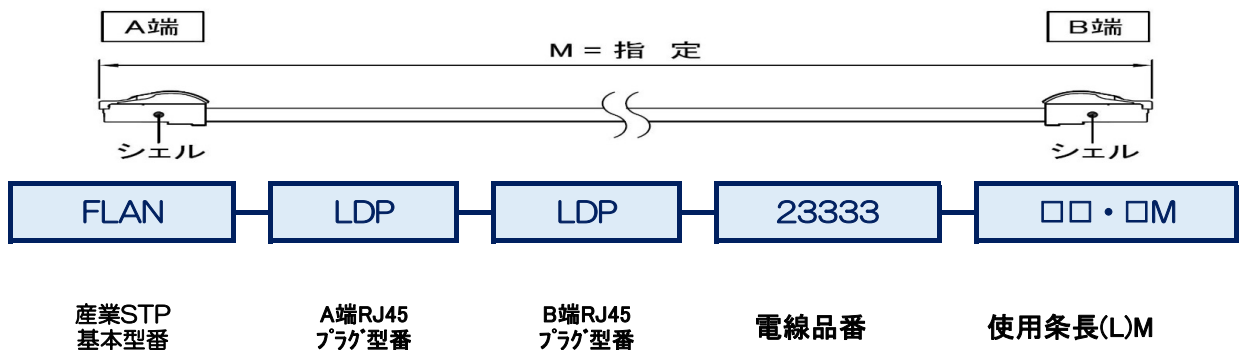 A端
B端
M = 指 定
シェル
シェル
FLAN
LDP
LDP
23333
□□・□M
産業STP
基本型番
A端RJ45
ﾌﾟﾗｸﾞ型番
B端RJ45
ﾌﾟﾗｸﾞ型番
電線品番
使用条長(L)M